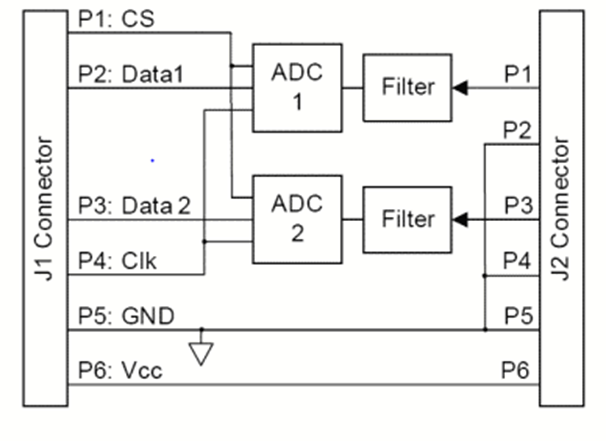 P1: CS
P2: Data1
ADC
1
Filter
P1
P2
J1 Connector
J2 Connector
P3: Data 2
ADC
2
Filter
P3
P4: Clk
P4
P5: GND
P5
P6: Vcc
P6